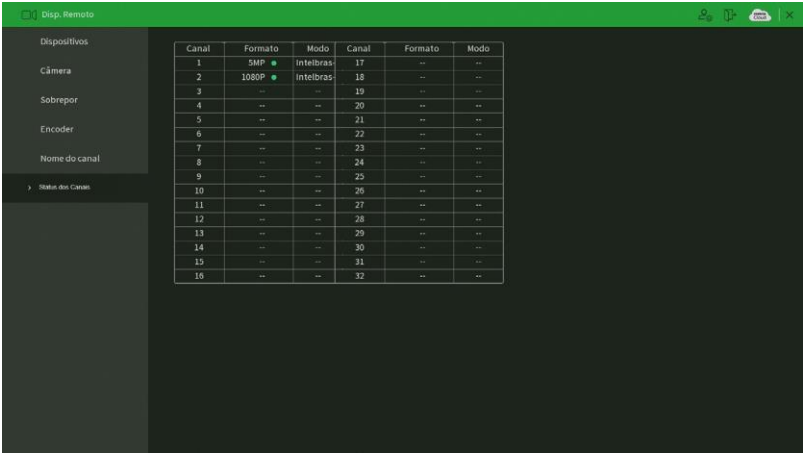 Disp. Remoto
Dispositivos
Câmera
Sobrepor
Encoder
Nome do canal
Status dos Canais
Canal Formato Modo Canal Formato Modo
1 5MP Intelbras- 17 -- --
2 1080P Intelbras- 18 -- --
3 -- -- 19 -- --
4 -- -- 20 -- --
5 -- -- 21 -- --
6 -- -- 22 -- --
7 -- -- 23 -- --
8 -- -- 24 -- --
9 -- -- 25 -- --
10 -- -- 26 -- --
11 -- -- 27 -- --
12 -- -- 28 -- --
13 -- -- 29 -- --
14 -- -- 30 -- --
15 -- -- 31 -- --
16 -- -- 32 -- --